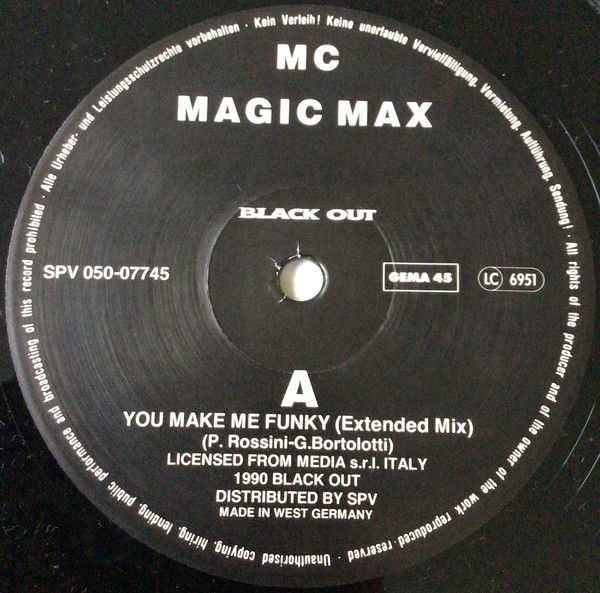 MC
MAGIC MAX
BLACK OUT
SPV 050-07745
GEMA 45
LC 6951
A
YOU MAKE ME FUNKY (Extended Mix)
(P. Rossini-G.Bortolotti)
LICENSED FROM MEDIA s.r.l. ITALY
1990 BLACK OUT
DISTRIBUTED BY SPV
MADE IN WEST GERMANY
· Alle Urheber- und Leistungsschutzrechte vorbehalten · Kein Verleih! Keine unerlaubte Vervielfältigung, Vermietung, Aufführung, Sendung! · All rights of the producer and of the owner of the work reproduced reserved · Unauthorised copying, hiring, lending, public performance and broadcasting of this record prohibited